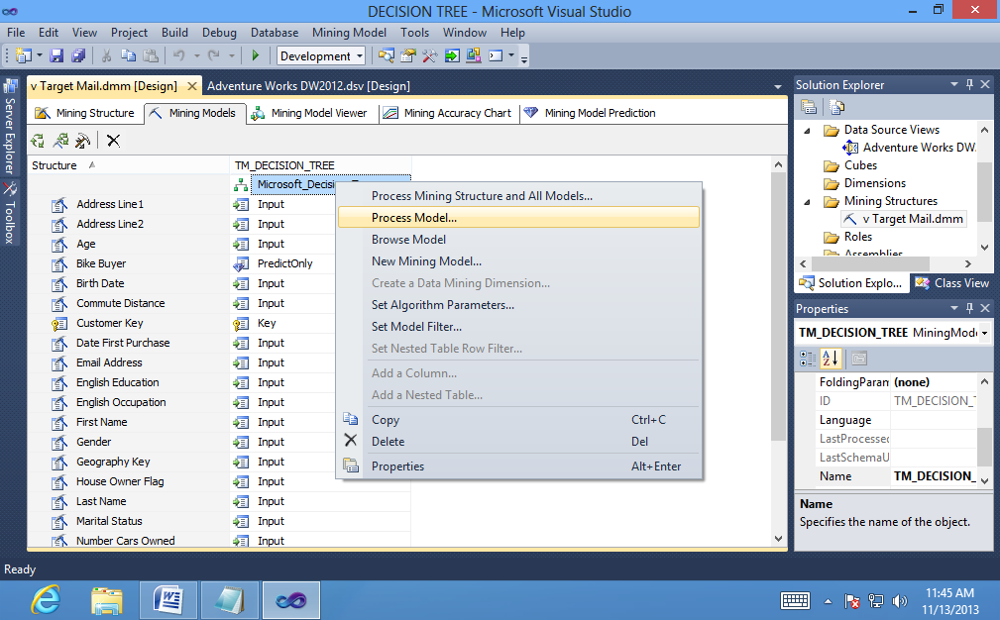 DECISION TREE - Microsoft Visual Studio
File Edit View Project Build Debug Database Mining Model Tools Window Help
Development
v Target Mail.dmm [Design] Adventure Works DW2012.dsv [Design]
Mining Structure Mining Models Mining Model Viewer Mining Accuracy Chart Mining Model Prediction
Server Explorer
Toolbox
Structure TM_DECISION_TREE
Microsoft_Decisi
Address Line1 Input
Address Line2 Input
Age Input
Bike Buyer PredictOnly
Birth Date Input
Commute Distance Input
Customer Key Key
Date First Purchase Input
Email Address Input
English Education Input
English Occupation Input
First Name Input
Gender Input
Geography Key Input
House Owner Flag Input
Last Name Input
Marital Status Input
Number Cars Owned Input
Process Mining Structure and All Models...
Process Model...
Browse Model
New Mining Model...
Create a Data Mining Dimension...
Set Algorithm Parameters...
Set Model Filter...
Set Nested Table Row Filter...
Add a Column...
Add a Nested Table...
Copy Ctrl+C
Delete Del
Properties Alt+Enter
Solution Explorer
Data Source Views
Adventure Works DW
Cubes
Dimensions
Mining Structures
v Target Mail.dmm
Roles
Assemblies
Solution Explo... Class View
Properties
TM_DECISION_TREE MiningMode
FoldingParam (none)
ID TM_DECISION_T
Language
LastProcessed
LastSchemaU
Name TM_DECISION_
Name
Specifies the name of the object.
Ready
11:45 AM
11/13/2013